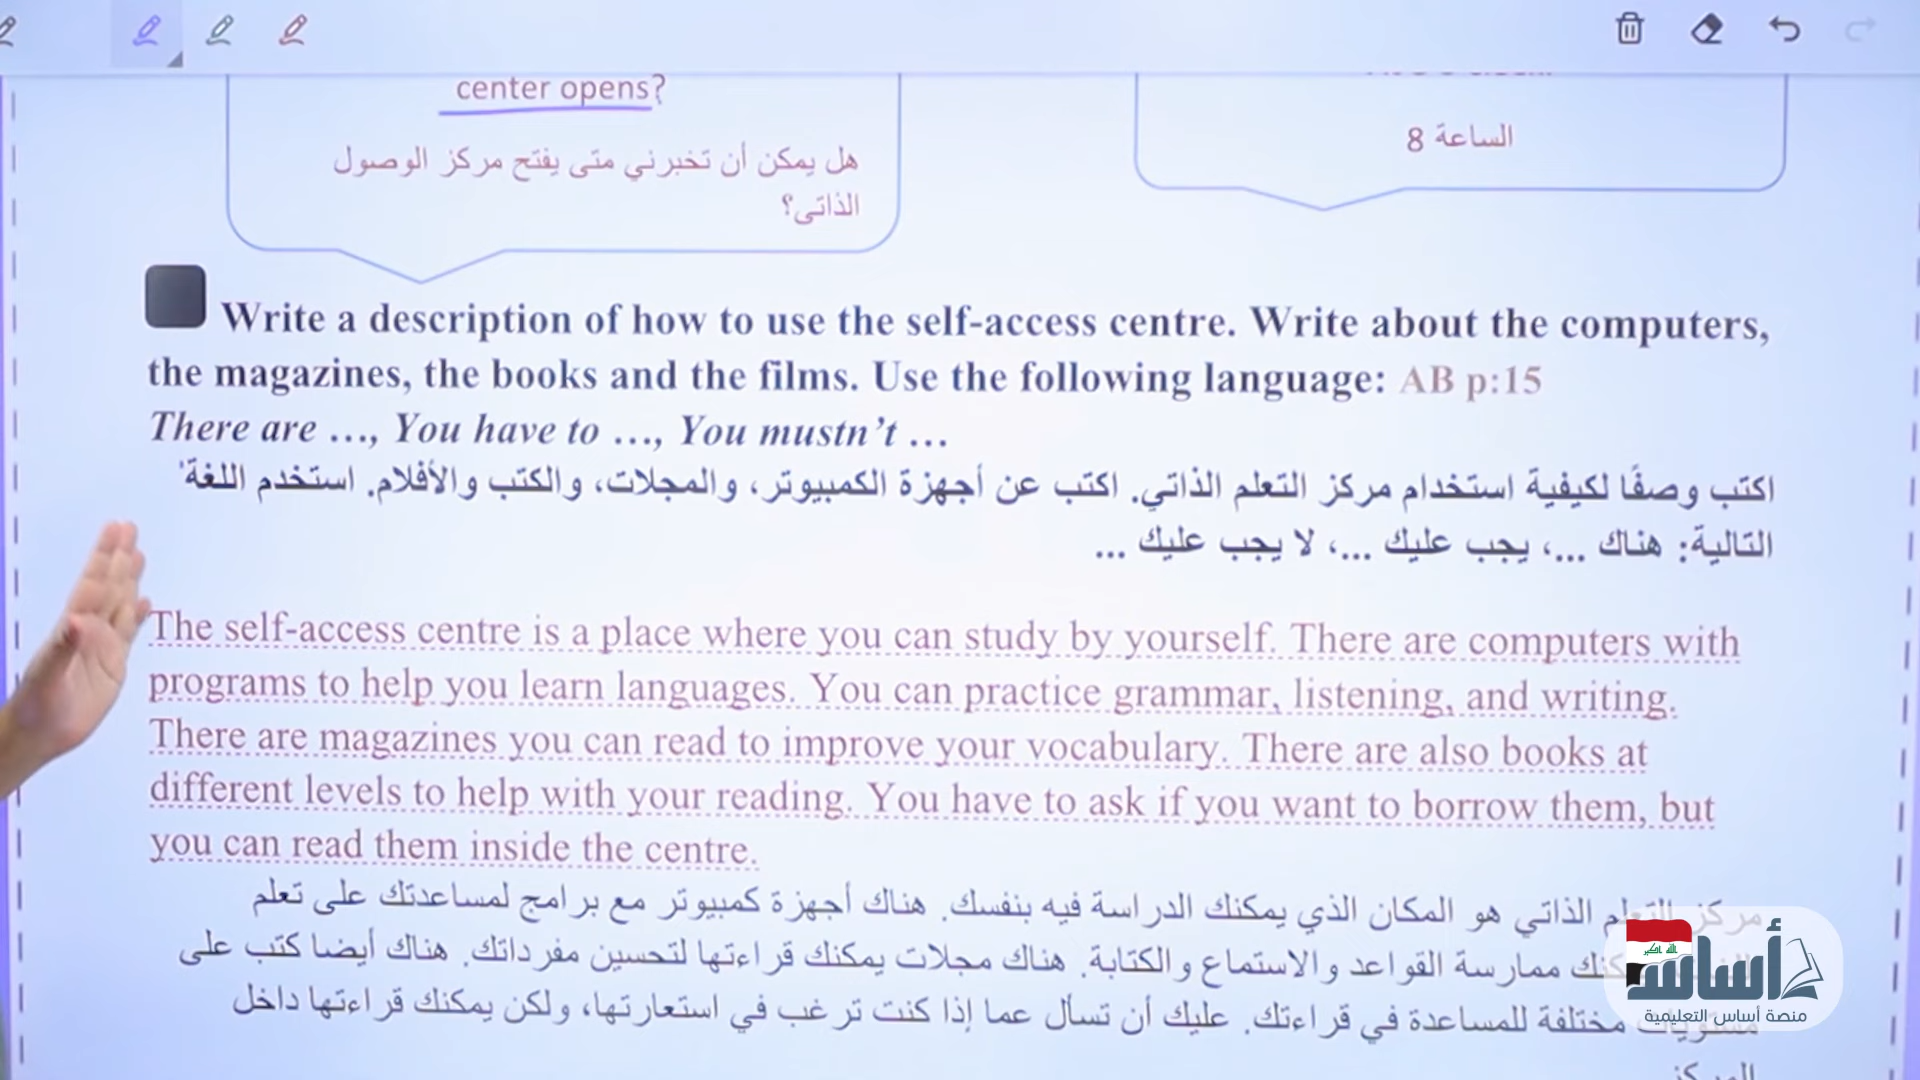 center opens?
هل يمكن أن تخبرني متى يفتح مركز الوصول
الذاتي؟
الساعة 8
Write a description of how to use the self-access centre. Write about the computers,
the magazines, the books and the films. Use the following language: AB p:15
There are …, You have to …, You mustn’t …
اكتب وصفًا لكيفية استخدام مركز التعلم الذاتي. اكتب عن أجهزة الكمبيوتر، والمجلات، والكتب والأفلام. استخدم اللغة
التالية: هناك ...، يجب عليك ...، لا يجب عليك ...
The self-access centre is a place where you can study by yourself. There are computers with
programs to help you learn languages. You can practice grammar, listening, and writing.
There are magazines you can read to improve your vocabulary. There are also books at
different levels to help with your reading. You have to ask if you want to borrow them, but
you can read them inside the centre.
مركز التعلم الذاتي هو المكان الذي يمكنك الدراسة فيه بنفسك. هناك أجهزة كمبيوتر مع برامج لمساعدتك على تعلم
ممارسة القواعد والاستماع والكتابة. هناك مجلات يمكنك قراءتها لتحسين مفرداتك. هناك أيضا كتب على
مستويات مختلفة للمساعدة في قراءتك. عليك أن تسأل عما إذا كنت ترغب في استعارتها، ولكن يمكنك قراءتها داخل
المركز
أساس
منصة أساس التعليمية